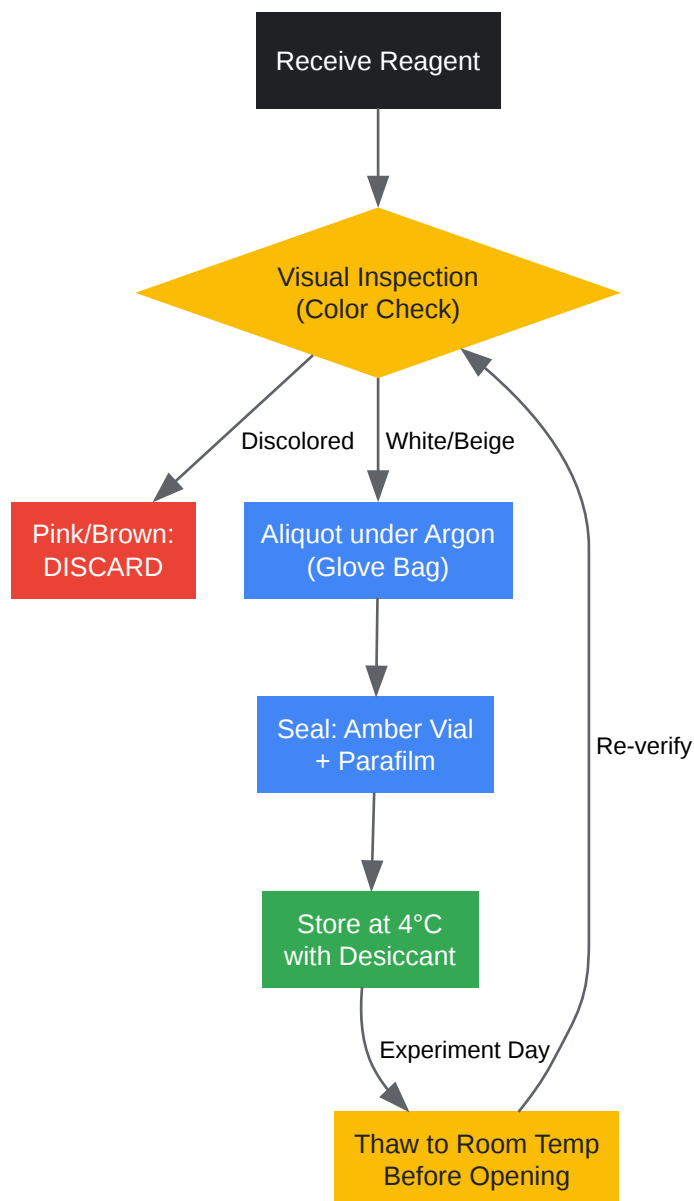 Receive Reagent
Visual Inspection
(Color Check)
Discolored
White/Beige
Pink/Brown:
DISCARD
Aliquot under Argon
(Glove Bag)
Seal: Amber Vial
+ Parafilm
Re-verify
Store at 4°C
with Desiccant
Experiment Day
Thaw to Room Temp
Before Opening